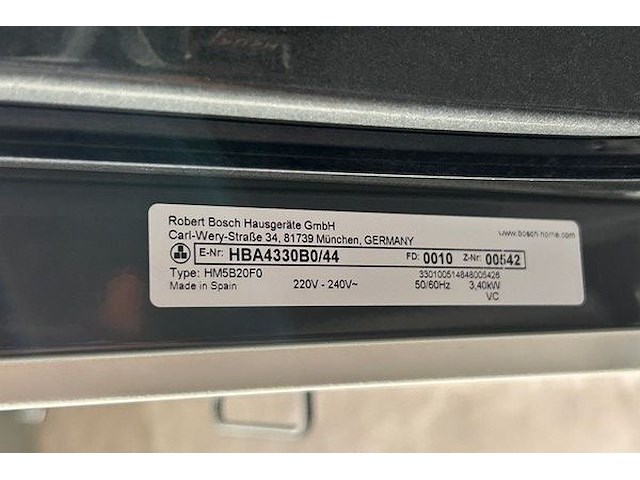 Robert Bosch Hausgeräte GmbH
Carl-Wery-Straße 34, 81739 München, GERMANY
www.bosch-home.com
E-Nr: HBA4330B0/44 FD: 0010 Z-Nr: 00542
Type: HM5B20F0 330100514848005426
Made in Spain 220V - 240V~ 50/60Hz 3,40kW
VC